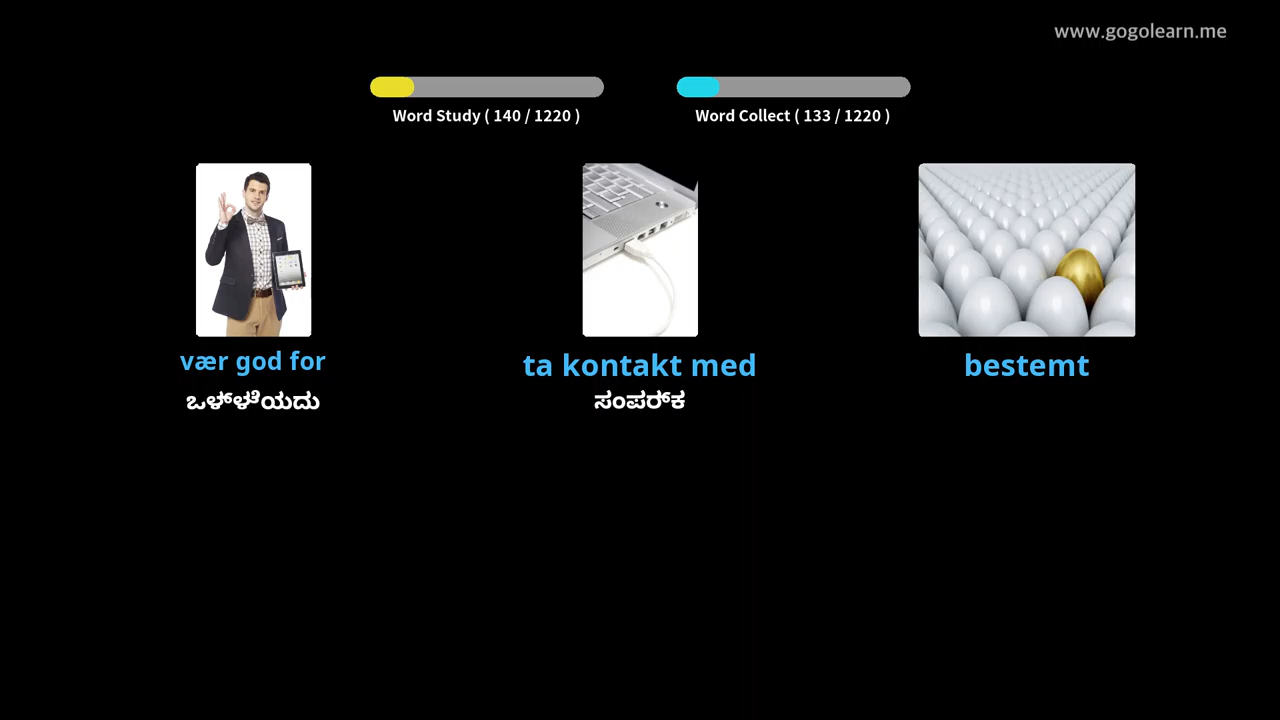 www.gogolearn.me
Word Study ( 140 / 1220 )
Word Collect ( 133 / 1220 )
vær god for
ಒಳ್ಳೆಯದು
ta kontakt med
ಸಂಪರ್ಕ
bestemt